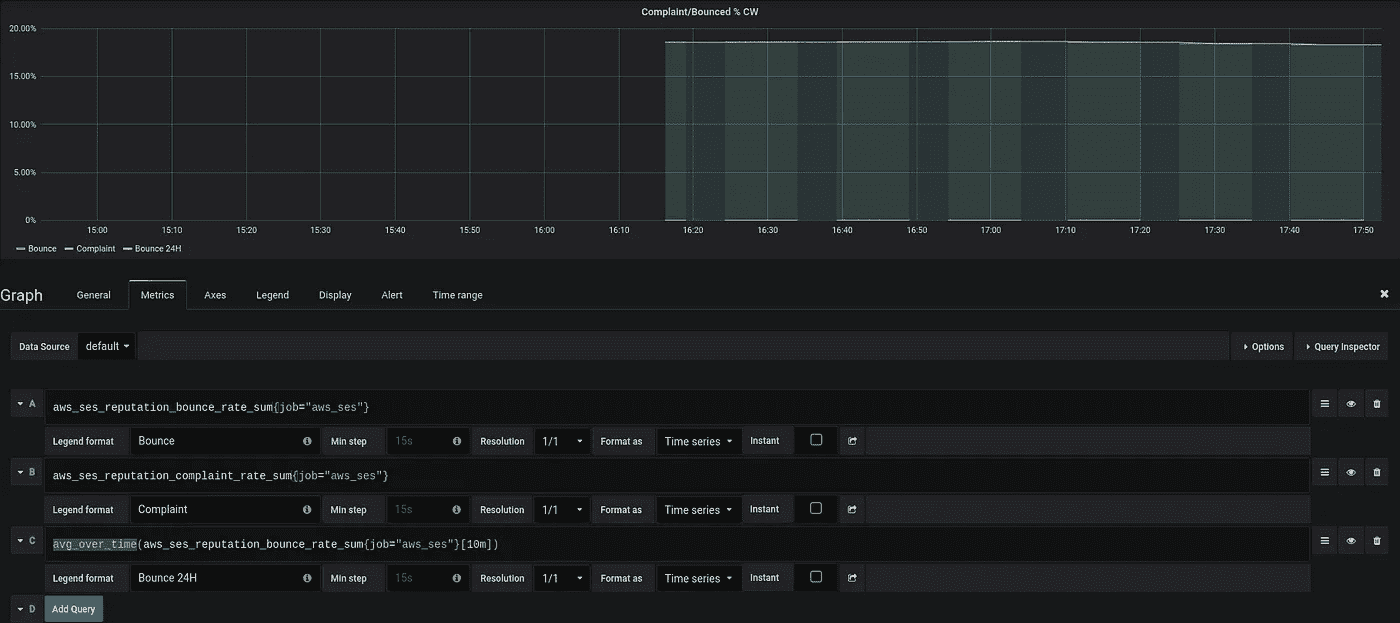 Complaint/Bounced % CW
20.00%
15.00%
10.00%
5.00%
0%
15:00 15:10 15:20 15:30 15:40 15:50 16:00 16:10 16:20 16:30 16:40 16:50 17:00 17:10 17:20 17:30 17:40 17:50
Bounce Complaint Bounce 24H
Graph General Metrics Axes Legend Display Alert Time range
Data Source default Options Query Inspector
A aws_ses_reputation_bounce_rate_sum{job="aws_ses"}
Legend format Bounce Min step 15s Resolution 1/1 Format as Time series Instant
B aws_ses_reputation_complaint_rate_sum{job="aws_ses"}
Legend format Complaint Min step 15s Resolution 1/1 Format as Time series Instant
C avg_over_time(aws_ses_reputation_bounce_rate_sum{job="aws_ses"}[10m])
Legend format Bounce 24H Min step 15s Resolution 1/1 Format as Time series Instant
D Add Query